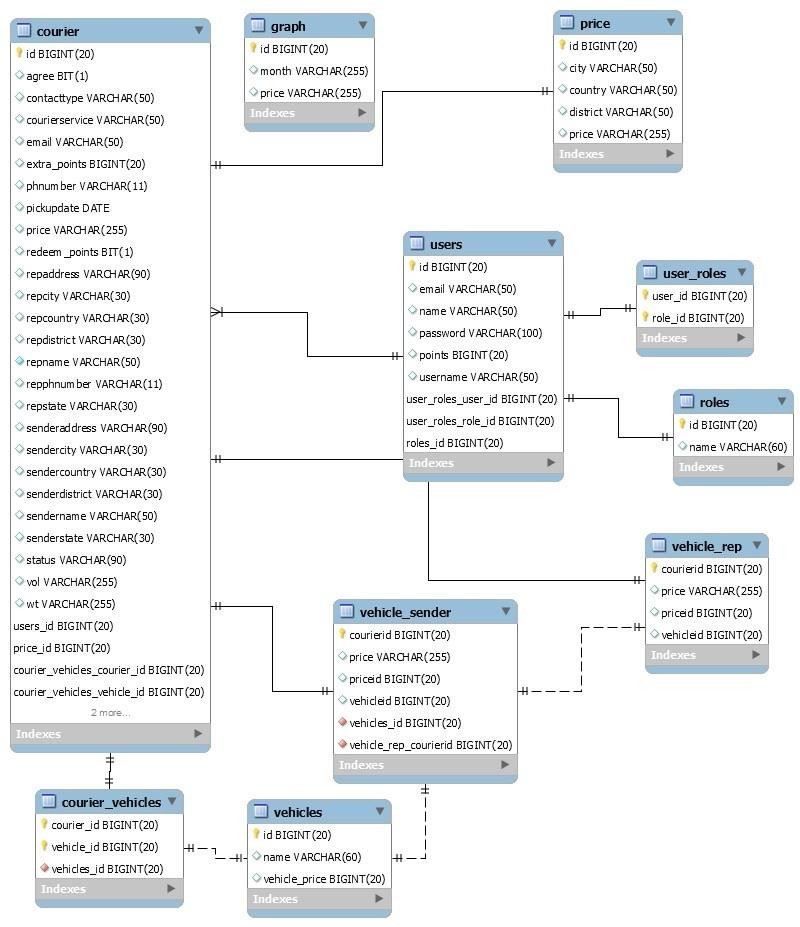 courier
id BIGINT(20)
agree BIT(1)
contacttype VARCHAR(50)
courierservice VARCHAR(50)
email VARCHAR(50)
extra_points BIGINT(20)
phnumber VARCHAR(11)
pickupdate DATE
price VARCHAR(255)
redeem_points BIT(1)
repaddress VARCHAR(90)
repcity VARCHAR(30)
repcountry VARCHAR(30)
repdistrict VARCHAR(30)
repname VARCHAR(50)
repphnumber VARCHAR(11)
repstate VARCHAR(30)
senderaddress VARCHAR(90)
sendercity VARCHAR(30)
sendercountry VARCHAR(30)
senderdistrict VARCHAR(30)
sendername VARCHAR(50)
senderstate VARCHAR(30)
status VARCHAR(90)
vol VARCHAR(255)
wt VARCHAR(255)
users_id BIGINT(20)
price_id BIGINT(20)
courier_vehicles_courier_id BIGINT(20)
courier_vehicles_vehicle_id BIGINT(20)
2 more...
Indexes
graph
id BIGINT(20)
month VARCHAR(255)
price VARCHAR(255)
Indexes
price
id BIGINT(20)
city VARCHAR(50)
country VARCHAR(50)
district VARCHAR(50)
price VARCHAR(255)
Indexes
users
id BIGINT(20)
email VARCHAR(50)
name VARCHAR(50)
password VARCHAR(100)
points BIGINT(20)
username VARCHAR(50)
user_roles_user_id BIGINT(20)
user_roles_role_id BIGINT(20)
roles_id BIGINT(20)
Indexes
user_roles
user_id BIGINT(20)
role_id BIGINT(20)
Indexes
roles
id BIGINT(20)
name VARCHAR(60)
Indexes
vehicle_rep
courierid BIGINT(20)
price VARCHAR(255)
priceid BIGINT(20)
vehicleid BIGINT(20)
Indexes
vehicle_sender
courierid BIGINT(20)
price VARCHAR(255)
priceid BIGINT(20)
vehicleid BIGINT(20)
vehicles_id BIGINT(20)
vehicle_rep_courierid BIGINT(20)
Indexes
courier_vehicles
courier_id BIGINT(20)
vehicle_id BIGINT(20)
vehicles_id BIGINT(20)
Indexes
vehicles
id BIGINT(20)
name VARCHAR(60)
vehicle_price BIGINT(20)
Indexes